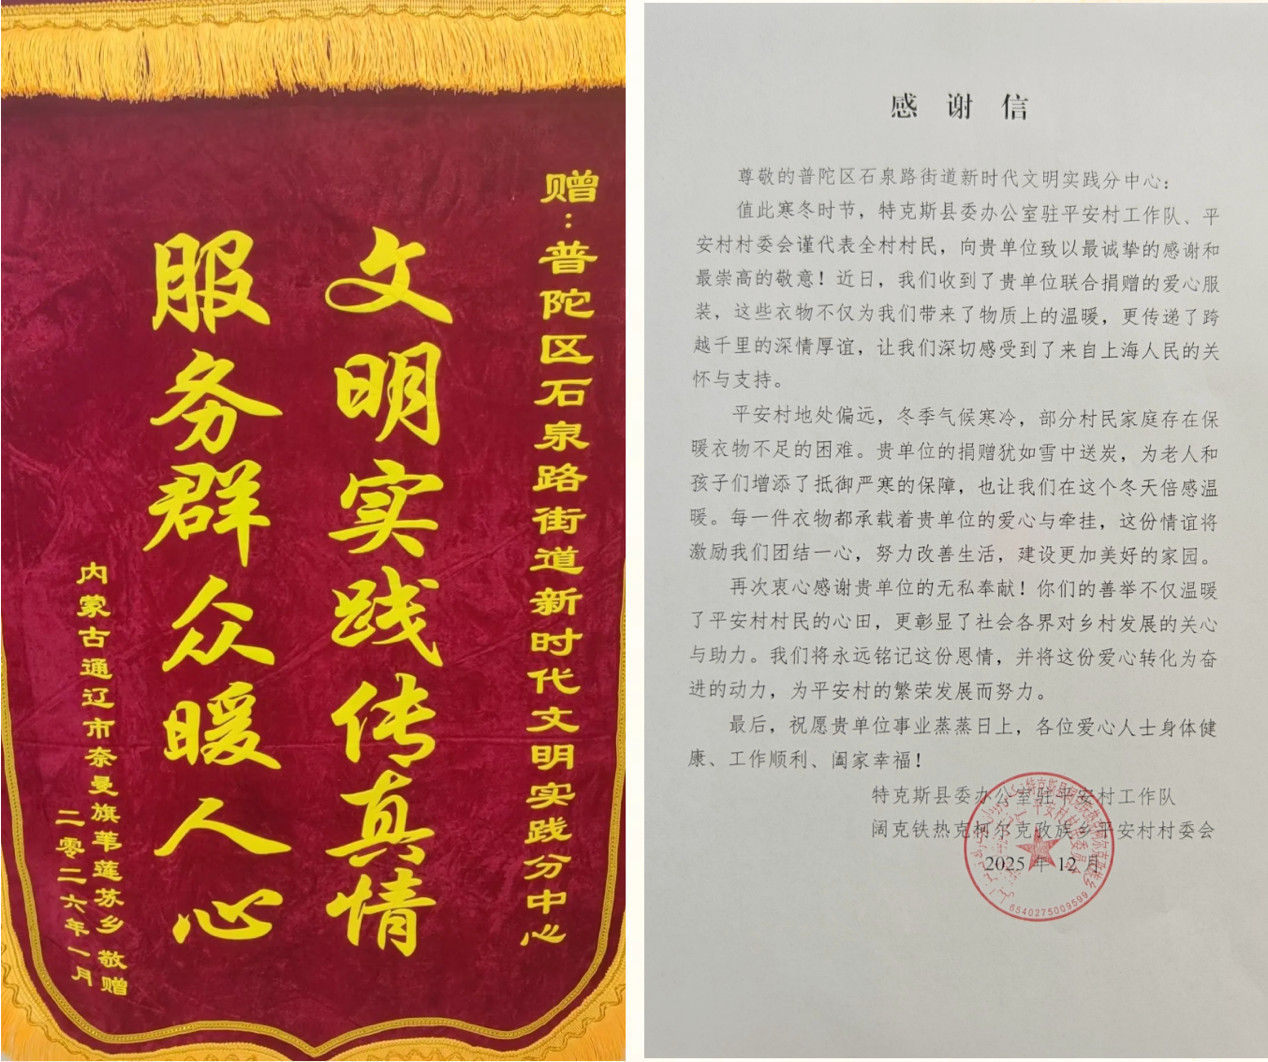 赠：普陀区石泉路街道新时代文明实践分中心
文明实践传真情
服务群众暖人心
内蒙古通辽市奈曼旗苇莲苏乡 敬赠
二零二六年一月
感谢信
尊敬的普陀区石泉路街道新时代文明实践分中心：
值此寒冬时节，特克斯县委办公室驻平安村工作队、平
安村村委会谨代表全村村民，向贵单位致以最诚挚的感谢和
最崇高的敬意！近日，我们收到了贵单位联合捐赠的爱心服
装，这些衣物不仅为我们带来了物质上的温暖，更传递了跨
越千里的深情厚谊，让我们深切感受到了来自上海人民的关
怀与支持。
平安村地处偏远，冬季气候寒冷，部分村民家庭存在保
暖衣物不足的困难。贵单位的捐赠犹如雪中送炭，为老人和
孩子们增添了抵御严寒的保障，也让我们在这个冬天倍感温
暖。每一件衣物都承载着贵单位的爱心与牵挂，这份情谊将
激励我们团结一心，努力改善生活，建设更加美好的家园。
再次衷心感谢贵单位的无私奉献！你们的善举不仅温暖
了平安村村民的心田，更彰显了社会各界对乡村发展的关心
与助力。我们将永远铭记这份恩情，并将这份爱心转化为奋
进的动力，为平安村的繁荣发展而努力。
最后，祝愿贵单位事业蒸蒸日上，各位爱心人士身体健
康、工作顺利、阖家幸福！
特克斯县委办公室驻平安村工作队
阔克铁热克柯尔克孜族乡平安村村委会
2025年12月
6540275009599